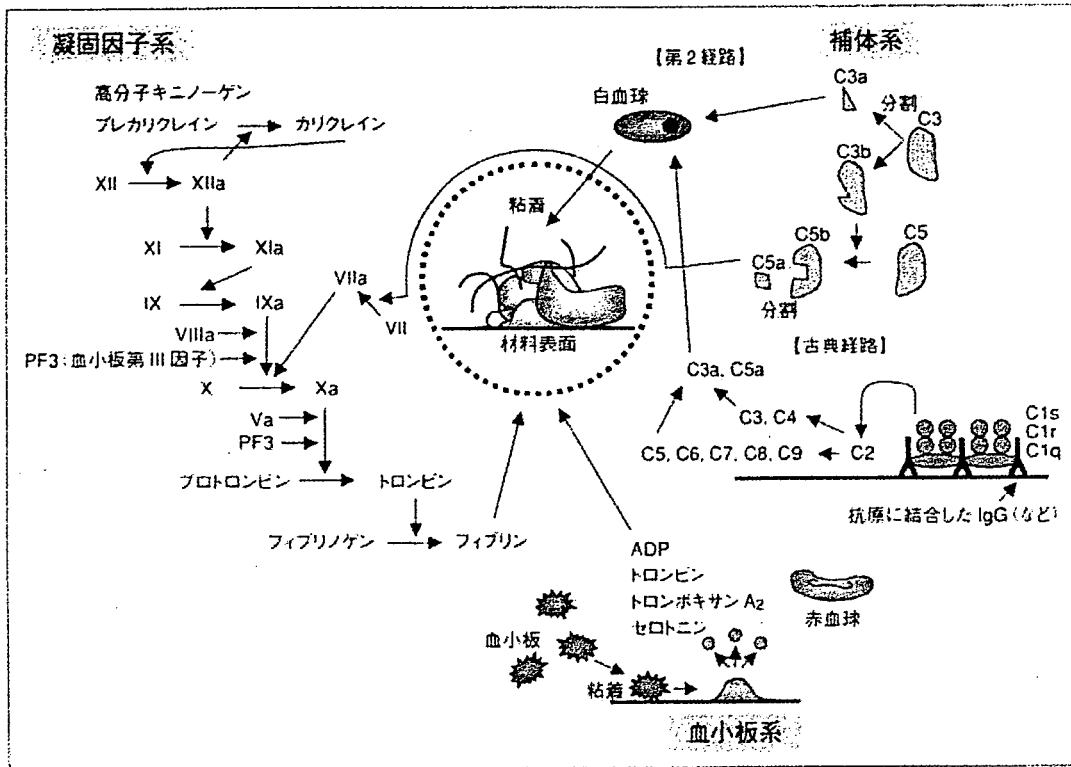 凝固因子系
高分子キニノーゲン
プレカリクレイン
カリクレイン
XII
XIIa
XI
XIa
IX
IXa
VIIIa
PF3:血小板第III因子)
X
Xa
Va
PF3
プロトロンビン
トロンビン
フィブリノゲン
フィブリン
VIIa
VII
【第2経路】
白血球
粘着
材料表面
補体系
C3a
分割
C3
C3b
C5b
C5
C5a
分割
【古典経路】
C3a, C5a
C3, C4
C5, C6, C7, C8, C9
C2
C1s
C1r
C1q
抗原に結合した IgG(など)
ADP
トロンビン
トロンボキサン A2
セロトニン
赤血球
血小板
粘着
血小板系